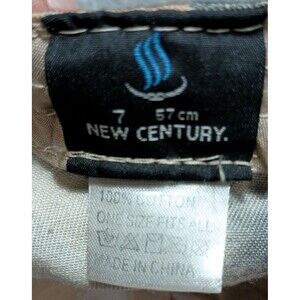 7 57cm
NEW CENTURY.
100% COTTON
ONE SIZE FITS ALL
MADE IN CHINA